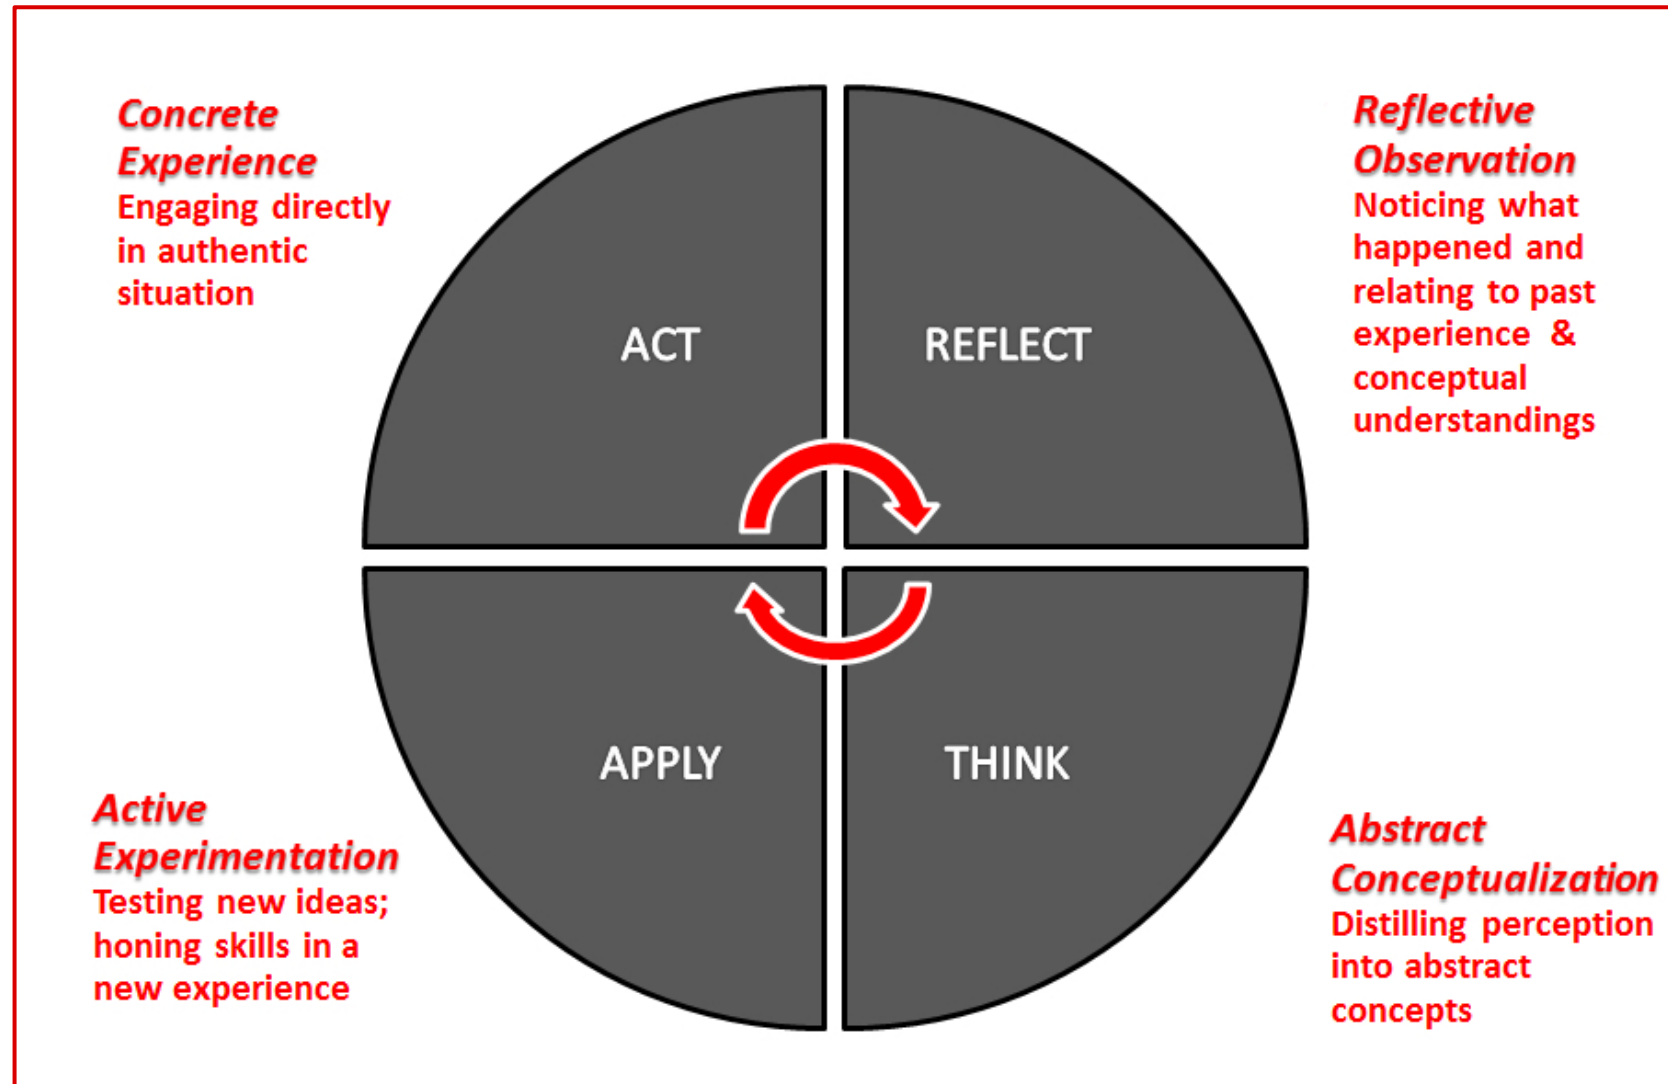 Concrete
Experience
Engaging directly
in authentic
situation
Reflective
Observation
Noticing what
happened and
relating to past
experience &
conceptual
understandings
ACT
REFLECT
APPLY
THINK
Active
Experimentation
Testing new ideas;
honing skills in a
new experience
Abstract
Conceptualization
Distilling perception
into abstract
concepts